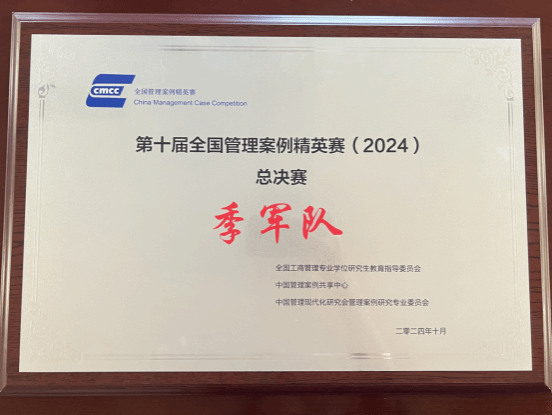 cmcc
全国管理案例精英赛
China Management Case Competition
第十届全国管理案例精英赛（2024）
总决赛
季军队
全国工商管理专业学位研究生教育指导委员会
中国管理案例共享中心
中国管理现代化研究会管理案例研究专业委员会
二零二四年十月